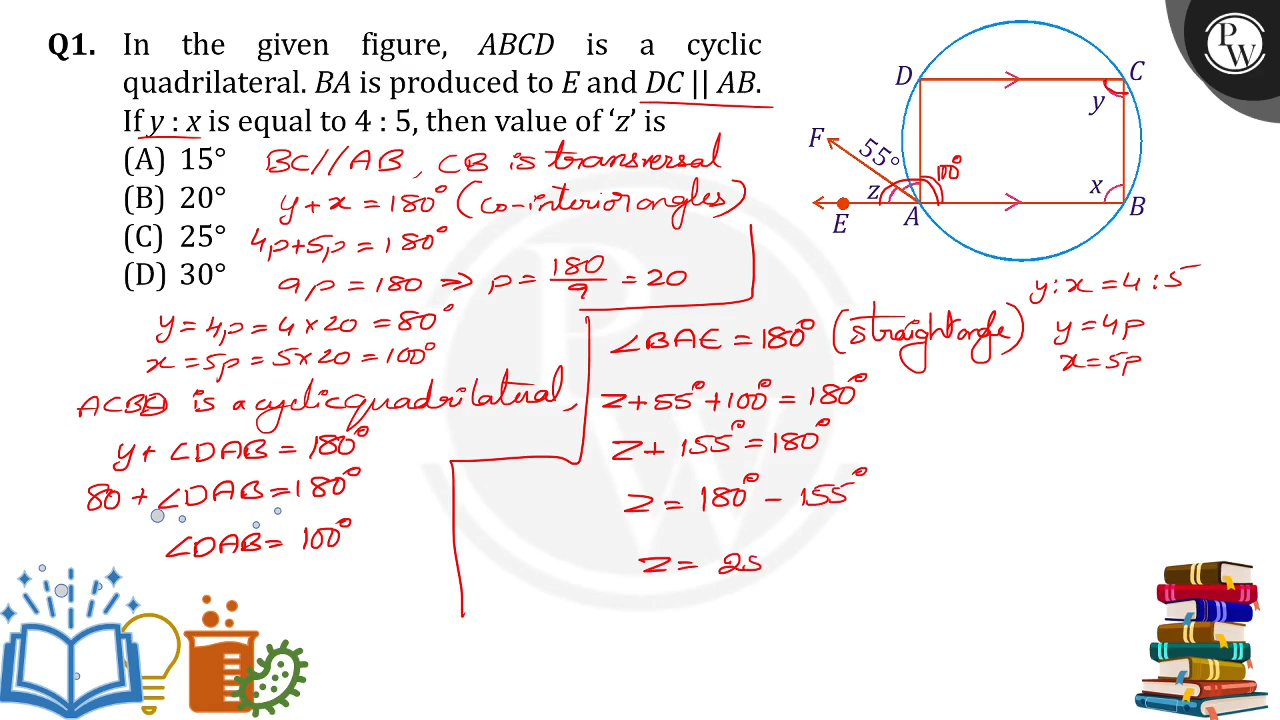 Q1. In the given figure, ABCD is a cyclic
quadrilateral. BA is produced to E and DC || AB.
If y : x is equal to 4 : 5, then value of 'z' is
(A) 15°
(B) 20°
(C) 25°
(D) 30°
BC//AB, CB is transversal
y + x = 180° (co-interior angles)
4p+5p = 180°
9p = 180 => p = 180/9 = 20
y = 4p = 4 x 20 = 80°
x = 5p = 5 x 20 = 100°
ACBD is a cyclic quadrilateral,
y + ∠DAB = 180°
80 + ∠DAB = 180°
∠DAB = 100°
∠BAE = 180° (straight angle)
z + 55° + 100° = 180°
z + 155° = 180°
z = 180° - 155°
z = 25
y : x = 4 : 5
y = 4p
x = 5p
D
C
y
F
55°
100°
z
x
E
A
B
PW